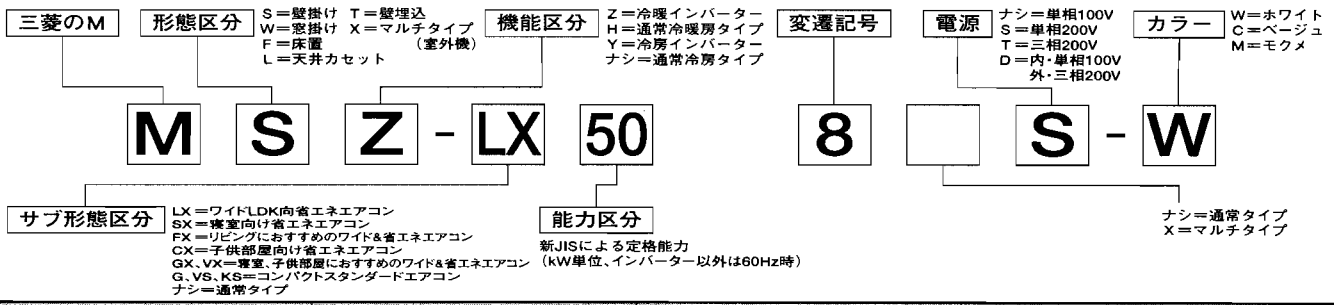 三菱のM
形態区分
S＝壁掛け T＝壁埋込
W＝窓掛け X＝マルチタイプ
F＝床置 (室外機)
L＝天井カセット
機能区分
Z＝冷暖インバーター
H＝通常冷暖房タイプ
Y＝冷房インバーター
ナシ＝通常冷房タイプ
変遷記号
電源
ナシ＝単相100V
S＝単相200V
T＝三相200V
D＝内・単相100V
外・三相200V
カラー
W＝ホワイト
C＝ベージュ
M＝モクメ
M S Z - LX 50 8 S - W
サブ形態区分
LX＝ワイドLDK向省エネエアコン
SX＝寝室向け省エネエアコン
FX＝リビングにおすすめのワイド&省エネエアコン
CX＝子供部屋向け省エネエアコン
GX、VX＝寝室、子供部屋におすすめのワイド&省エネエアコン
G、VS、KS＝コンパクトスタンダードエアコン
ナシ＝通常タイプ
能力区分
新JISによる定格能力
(kW単位、インバーター以外は60Hz時)
ナシ＝通常タイプ
X＝マルチタイプ